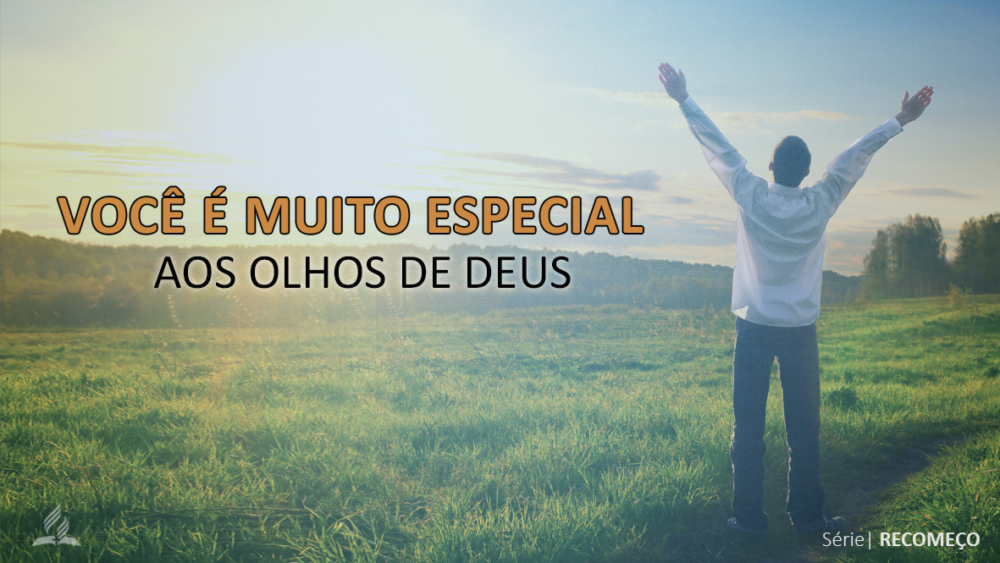 VOCÊ É MUITO ESPECIAL
AOS OLHOS DE DEUS
Série| RECOMEÇO